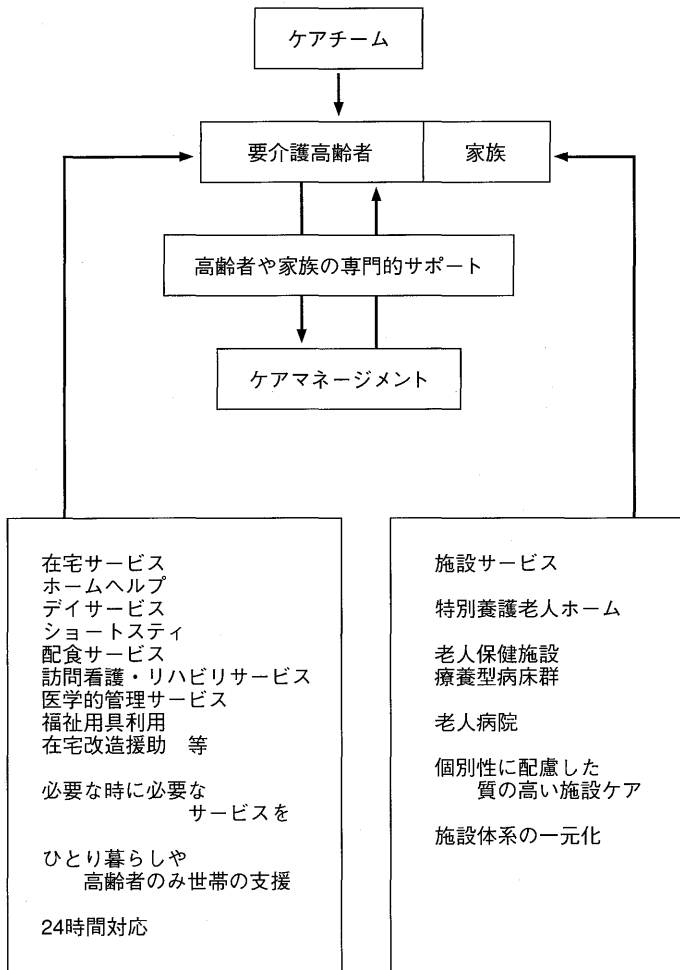 ケアチーム
要介護高齢者
家族
高齢者や家族の専門的サポート
ケアマネージメント
在宅サービス
ホームヘルプ
デイサービス
ショートスティ
配食サービス
訪問看護・リハビリサービス
医学的管理サービス
福祉用具利用
在宅改造援助　等
必要な時に必要な
サービスを
ひとり暮らしや
高齢者のみ世帯の支援
24時間対応
施設サービス
特別養護老人ホーム
老人保健施設
療養型病床群
老人病院
個別性に配慮した
質の高い施設ケア
施設体系の一元化